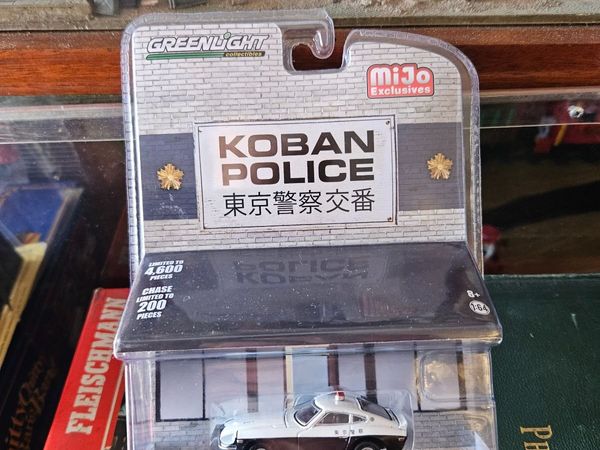 GREENLIGHT
collectibles
MiJo
Exclusives
KOBAN
POLICE
東京警察交番
LIMITED TO
4,600
PIECES
CHASE
LIMITED TO
200
PIECES
8+
1:64
FLEISCHMANN